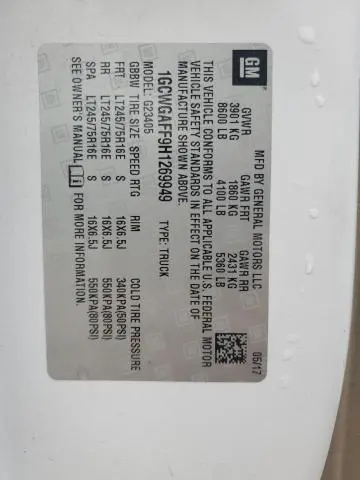 GM
MFD BY GENERAL MOTORS LLC
05/17
GVWR GAWR FRT GAWR RR
3901 KG 1860 KG 2431 KG
8600 LB 4100 LB 5360 LB
THIS VEHICLE CONFORMS TO ALL APPLICABLE U.S. FEDERAL MOTOR
VEHICLE SAFETY STANDARDS IN EFFECT ON THE DATE OF
MANUFACTURE SHOWN ABOVE.
1GCWGAFF9H1269949 TYPE: TRUCK
MODEL: G23405
GBBW TIRE SIZE SPEED RTG RIM COLD TIRE PRESSURE
FRT LT245/75R16E S 16X6.5J 340KPA(50PSI)
RR LT245/75R16E S 16X6.5J 550KPA(80PSI)
SPA LT245/75R16E S 16X6.5J 550KPA(80PSI)
SEE OWNER'S MANUAL FOR MORE INFORMATION.